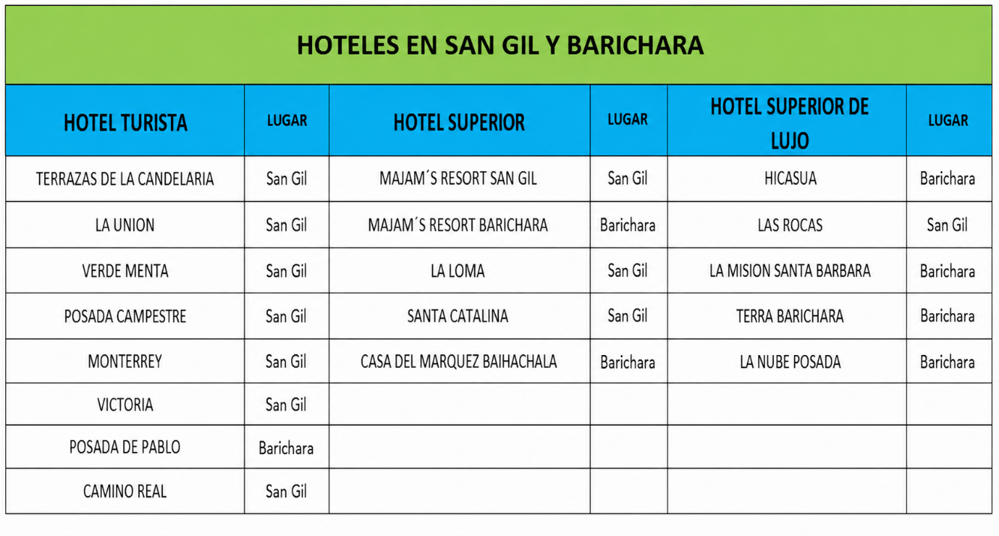 HOTELES EN SAN GIL Y BARICHARA
HOTEL TURISTA LUGAR HOTEL SUPERIOR LUGAR HOTEL SUPERIOR DE LUJO LUGAR
TERRAZAS DE LA CANDELARIA San Gil MAJAM´S RESORT SAN GIL San Gil HICASUA Barichara
LA UNION San Gil MAJAM´S RESORT BARICHARA Barichara LAS ROCAS San Gil
VERDE MENTA San Gil LA LOMA San Gil LA MISION SANTA BARBARA Barichara
POSADA CAMPESTRE San Gil SANTA CATALINA San Gil TERRA BARICHARA Barichara
MONTERREY San Gil CASA DEL MARQUEZ BAIHACHALA Barichara LA NUBE POSADA Barichara
VICTORIA San Gil
POSADA DE PABLO Barichara
CAMINO REAL San Gil